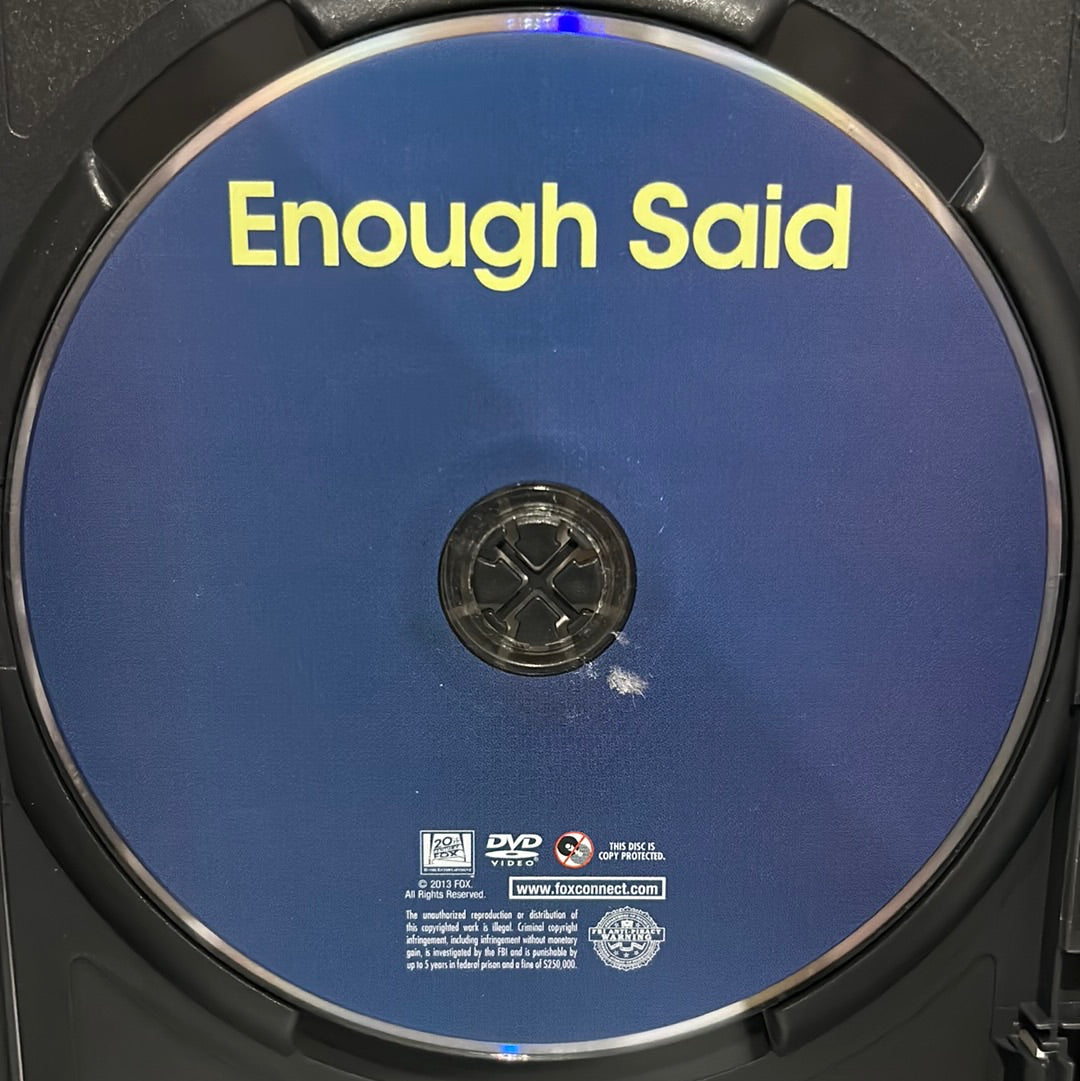 Enough Said
20th
CENTURY
FOX
DVD
VIDEO
THIS DISC IS
COPY PROTECTED.
© 2013 FOX.
All Rights Reserved.
www.foxconnect.com
The unauthorized reproduction or distribution of
this copyrighted work is illegal. Criminal copyright
infringement, including infringement without monetary
gain, is investigated by the FBI and is punishable by
up to 5 years in federal prison and a fine of $250,000.
FBI ANTI-PIRACY
WARNING